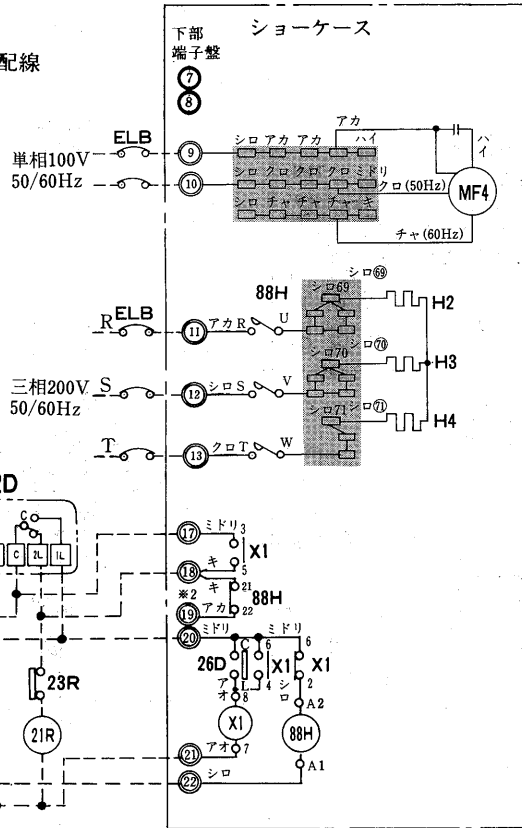 ショーケース
下部
端子盤
7
8
配線
アカ
ELB
単相100V
50/60Hz
9
シロ アカ アカ ハイ
ハイ
10
シロ クロ クロ クロ ミドリ
クロ(50Hz)
MF4
シロ チャ チャ チャ キ
チャ(60Hz)
シロ69
88H
シロ69
H2
R ELB
11
アカR
U
シロ70
シロ70
H3
三相200V
50/60Hz
S
12
シロS
V
シロ71
シロ71
H4
T
13
クロT
W
2D
C
C 2L 1L
17
ミドリ 3
X1
18
キ 5
※2
キ 21
88H
19
アカ 22
20
ミドリ
ミドリ
C 6
6
26D
X1
X1
L 4
2
アオ
8
シロ
A2
23R
21R
X1
88H
21
アオ 7
A1
22
シロ